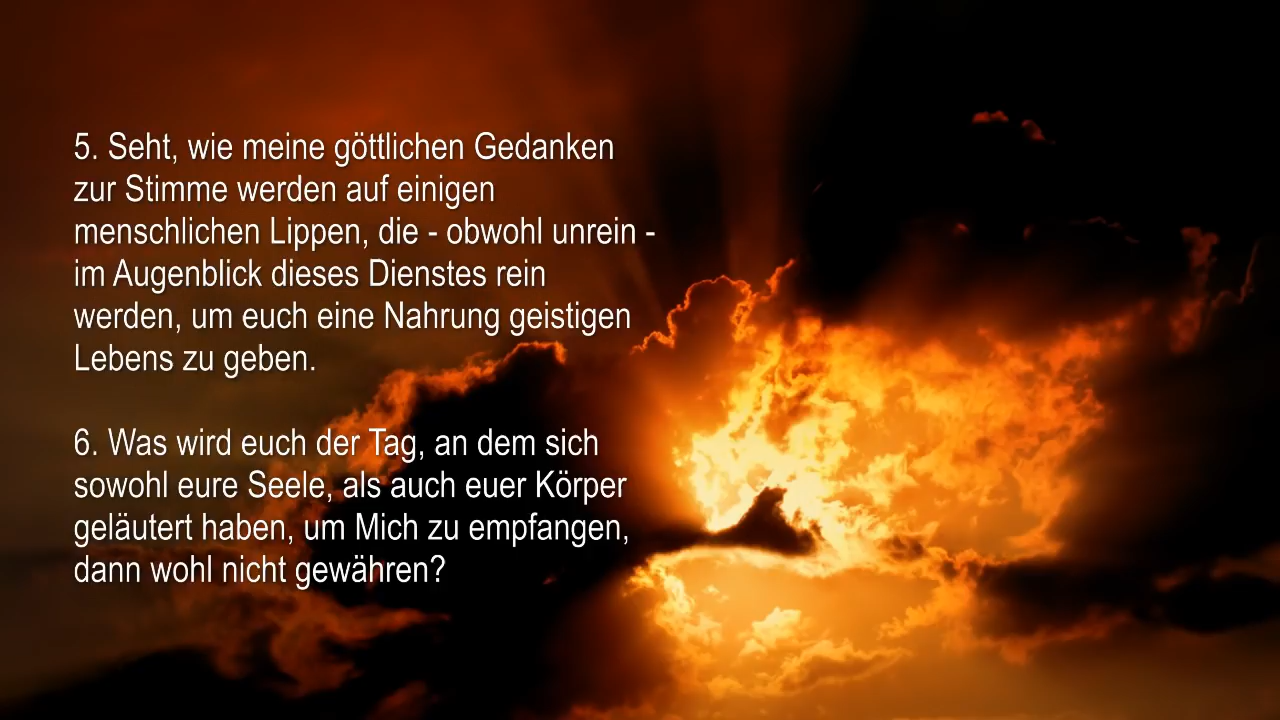 5. Seht, wie meine göttlichen Gedanken
zur Stimme werden auf einigen
menschlichen Lippen, die - obwohl unrein -
im Augenblick dieses Dienstes rein
werden, um euch eine Nahrung geistigen
Lebens zu geben.
6. Was wird euch der Tag, an dem sich
sowohl eure Seele, als auch euer Körper
geläutert haben, um Mich zu empfangen,
dann wohl nicht gewähren?